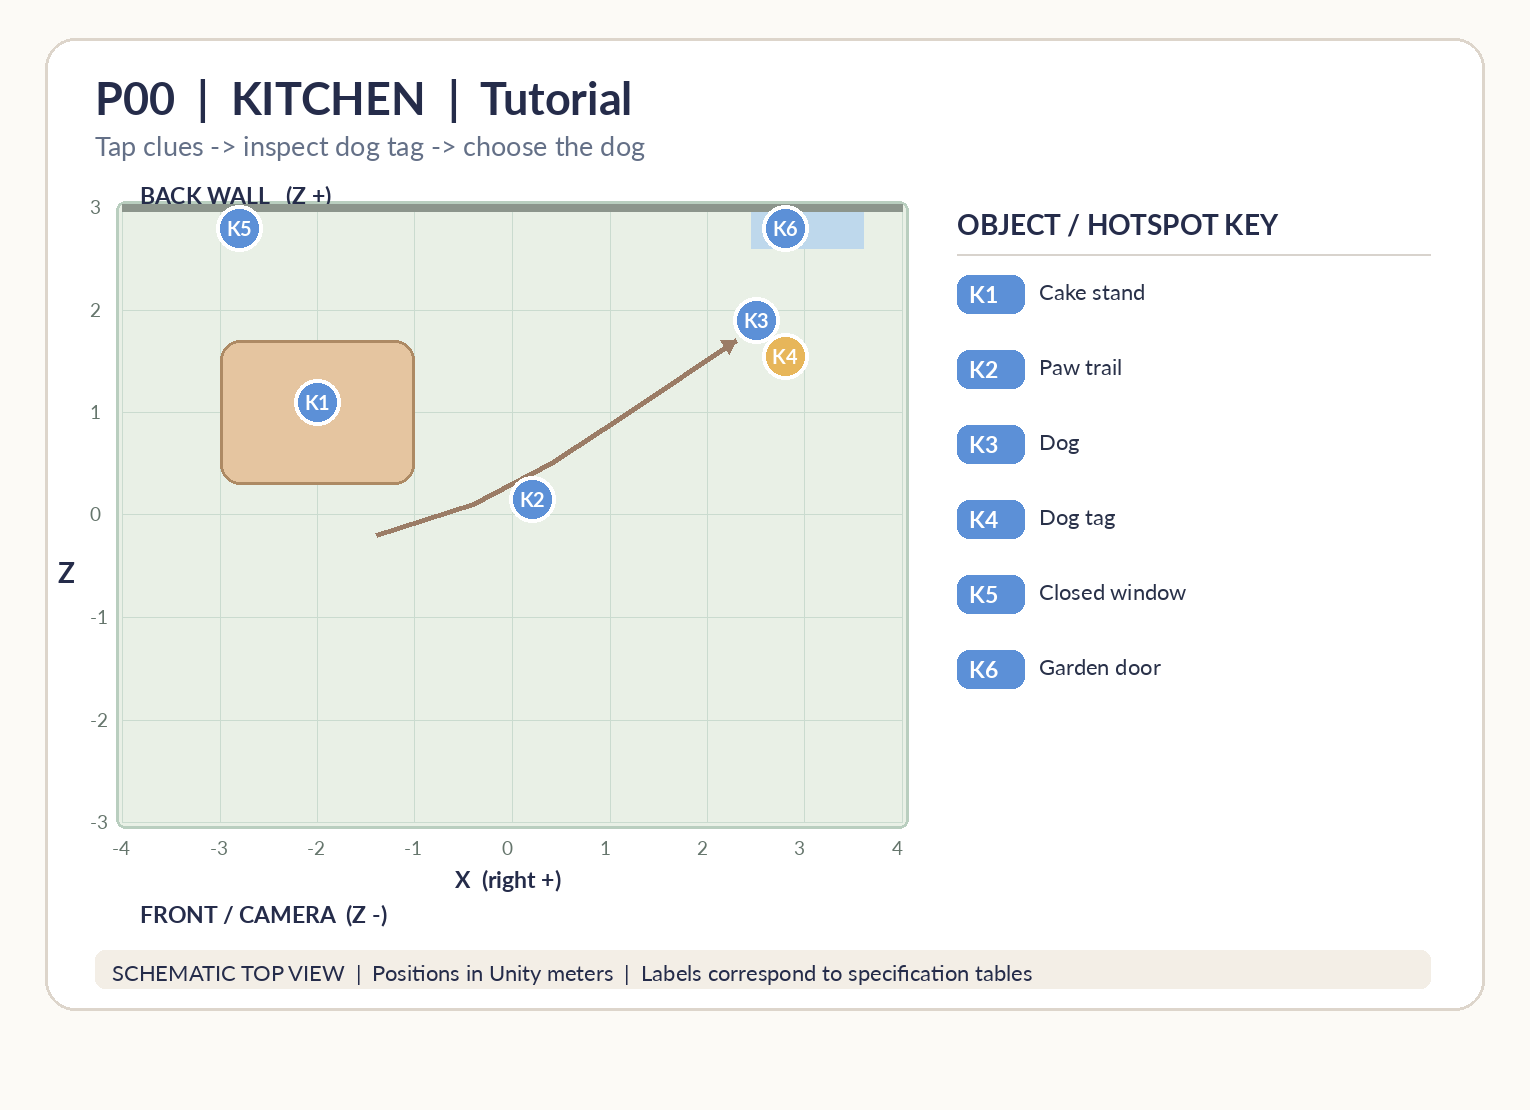 P00 | KITCHEN | Tutorial
Tap clues -> inspect dog tag -> choose the dog
BACK WALL (Z +)
3
K5
K6
OBJECT / HOTSPOT KEY
K1 Cake stand
2
K3
K4
K2 Paw trail
1
K1
K3 Dog
0
K2
K4 Dog tag
Z
K5 Closed window
-1
K6 Garden door
-2
-3
-4 -3 -2 -1 0 1 2 3 4
X (right +)
FRONT / CAMERA (Z -)
SCHEMATIC TOP VIEW | Positions in Unity meters | Labels correspond to specification tables